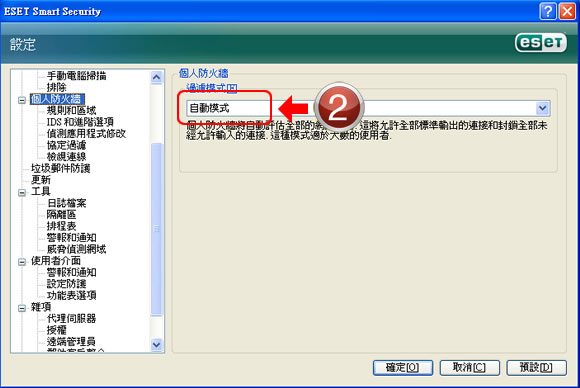 ESET Smart Security
設定
eseT
手動電腦掃描
排除
個人防火牆
規則和區域
IDS 和進階選項
偵測應用程式修改
協定過濾
檢視連線
垃圾郵件防護
更新
工具
日誌檔案
隔離區
排程表
警報和通知
威脅偵測網域
使用者介面
警報和通知
設定防護
功能表選項
雜項
代理伺服器
授權
遠端管理員
個人防火牆
過濾模式[F]
自動模式
2
個人防火牆將自動評估全部的 這將允許全部標準輸出的連接和封鎖全部未
經允許輸入的連接. 這種模式適於大數的使用者.
確定[O]
取消[C]
預設[D]